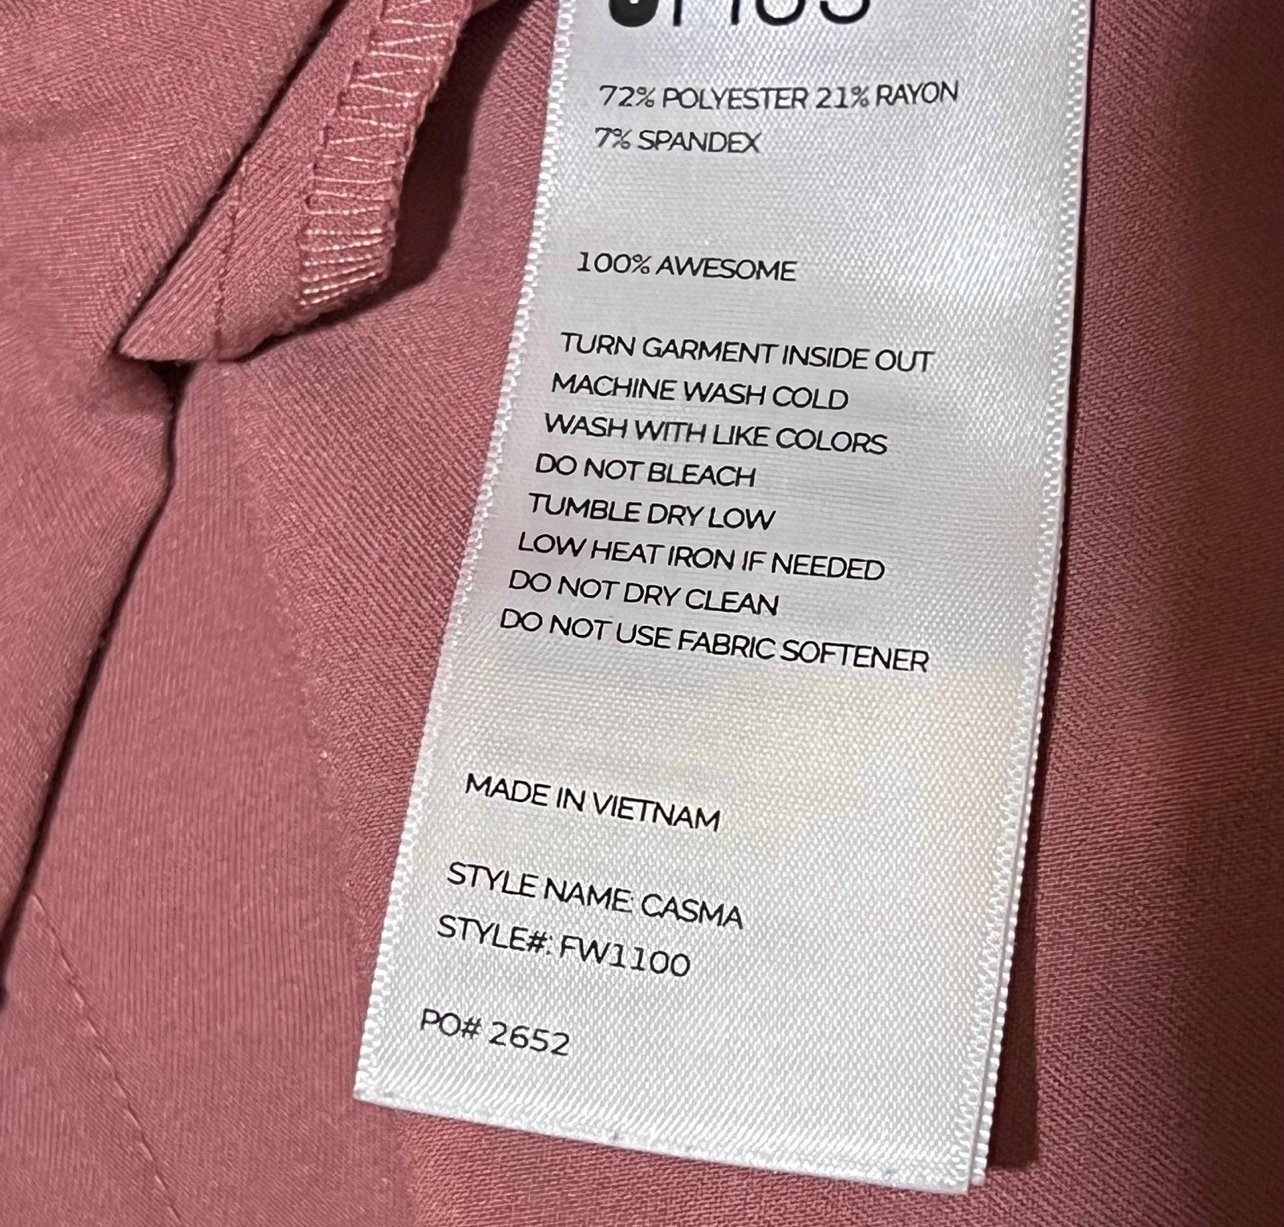 72% POLYESTER 21% RAYON
7% SPANDEX
100% AWESOME
TURN GARMENT INSIDE OUT
MACHINE WASH COLD
WASH WITH LIKE COLORS
DO NOT BLEACH
TUMBLE DRY LOW
LOW HEAT IRON IF NEEDED
DO NOT DRY CLEAN
DO NOT USE FABRIC SOFTENER
MADE IN VIETNAM
STYLE NAME: CASMA
STYLE#: FW1100
PO# 2652